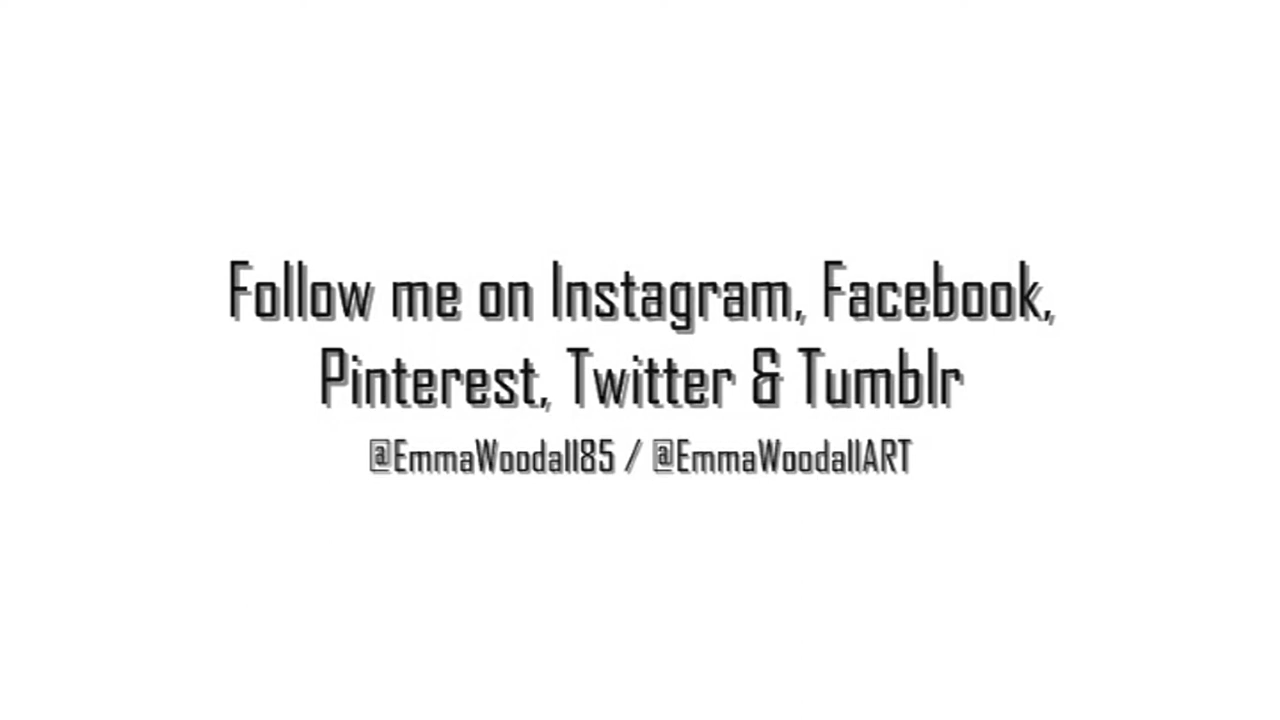 Follow me on Instagram, Facebook,
Pinterest, Twitter & Tumblr
@EmmaWoodall85 / @EmmaWoodallART